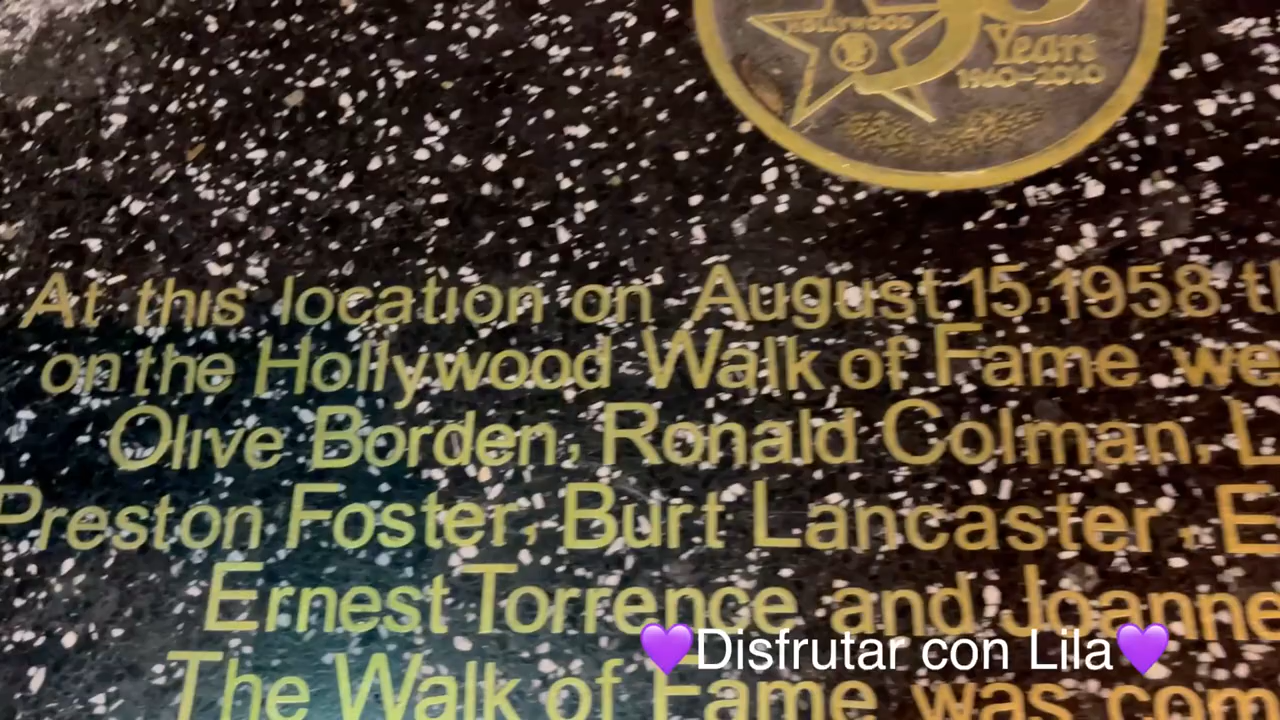 HOLLYWOOD
Years
1960-2010
At this location on August 15, 1958
on the Hollywood Walk of Fame
Olive Borden, Ronald Colman,
Preston Foster, Burt Lancaster,
Ernest Torrence and Joanne
The Walk of Fame was
💜Disfrutar con Lila💜